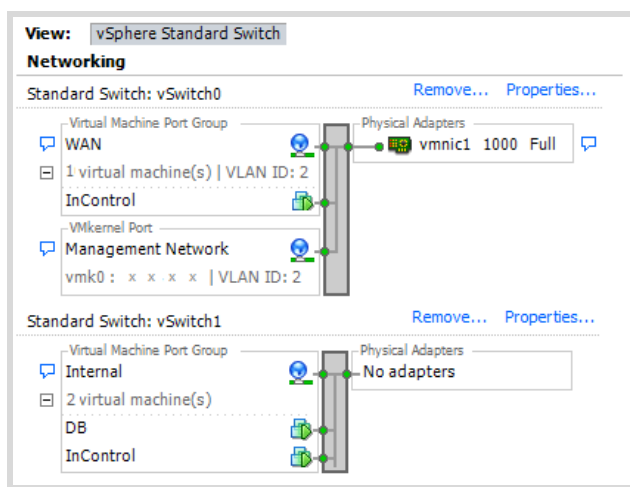 View: vSphere Standard Switch
Networking
Standard Switch: vSwitch0 Remove... Properties...
Virtual Machine Port Group Physical Adapters
WAN vmnic1 1000 Full
1 virtual machine(s) | VLAN ID: 2
InControl
VMkernel Port
Management Network
vmk0 : x x x x | VLAN ID: 2
Standard Switch: vSwitch1 Remove... Properties...
Virtual Machine Port Group Physical Adapters
Internal No adapters
2 virtual machine(s)
DB
InControl